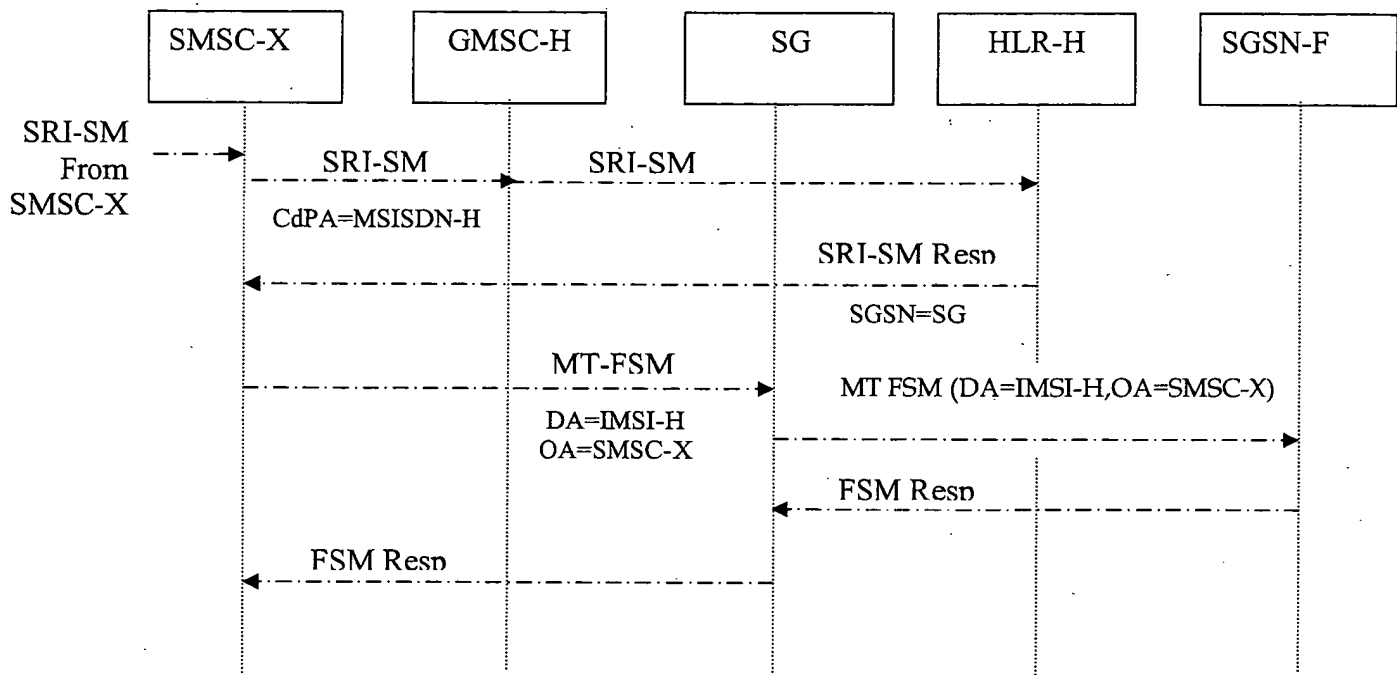 SMSC-X
GMSC-H
SG
HLR-H
SGSN-F
SRI-SM
From
SMSC-X
SRI-SM
SRI-SM
CdPA=MSISDN-H
SRI-SM Resp
SGSN=SG
MT-FSM
MT FSM (DA=IMSI-H,OA=SMSC-X)
DA=IMSI-H
OA=SMSC-X
FSM Resp
FSM Resp